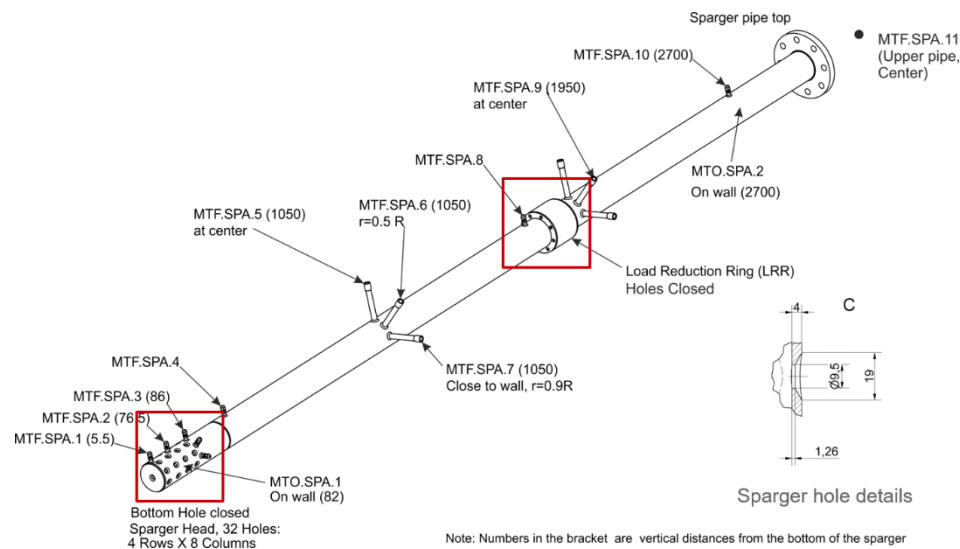 Sparger pipe top
MTF.SPA.11
(Upper pipe,
Center)
MTF.SPA.10 (2700)
MTF.SPA.9 (1950)
at center
MTF.SPA.8
MTO.SPA.2
On wall (2700)
MTF.SPA.6 (1050)
r=0.5 R
MTF.SPA.5 (1050)
at center
Load Reduction Ring (LRR)
Holes Closed
4
C
Ø9,5
19
1,26
MTF.SPA.7 (1050)
Close to wall, r=0.9R
MTF.SPA.4
MTF.SPA.3 (86)
MTF.SPA.2 (76.5)
MTF.SPA.1 (5.5)
MTO.SPA.1
On wall (82)
Sparger hole details
Bottom Hole closed
Sparger Head, 32 Holes:
4 Rows X 8 Columns
Note: Numbers in the bracket are vertical distances from the bottom of the sparger